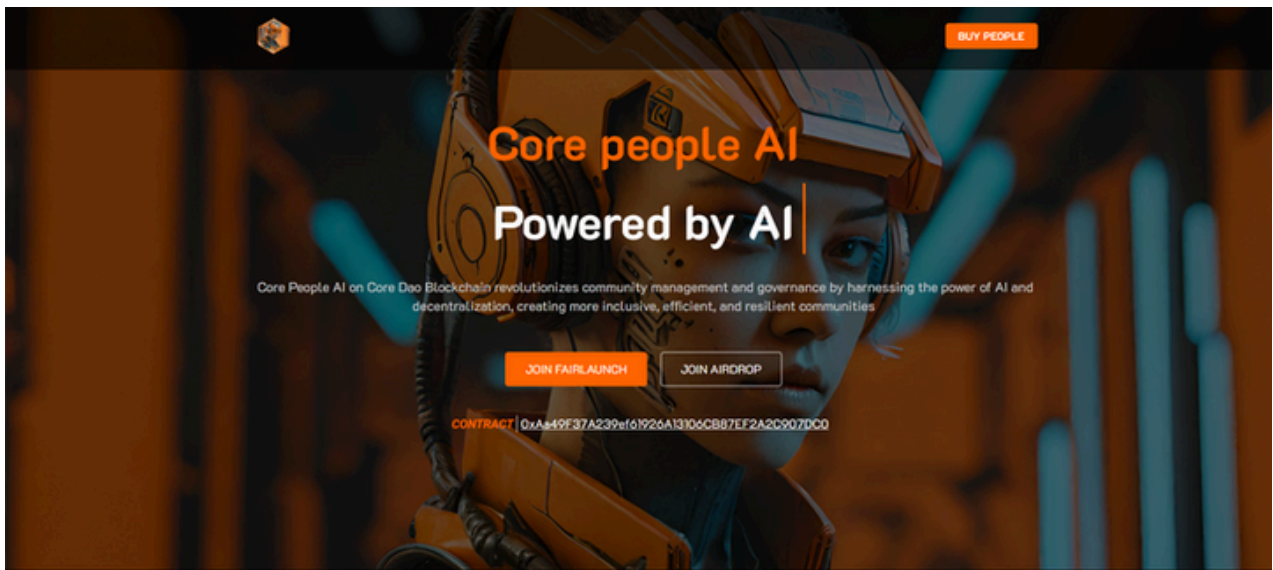 BUY PEOPLE
Core people AI
Powered by AI
Core People AI on Core Dao Blockchain revolutionizes community management and governance by harnessing the power of AI and
decentralization, creating more inclusive, efficient, and resilient communities
JOIN FAIRLAUNCH
JOIN AIRDROP
CONTRACT 0xAa49F37A239ef61926A13106CB87EF2A2C907DC0